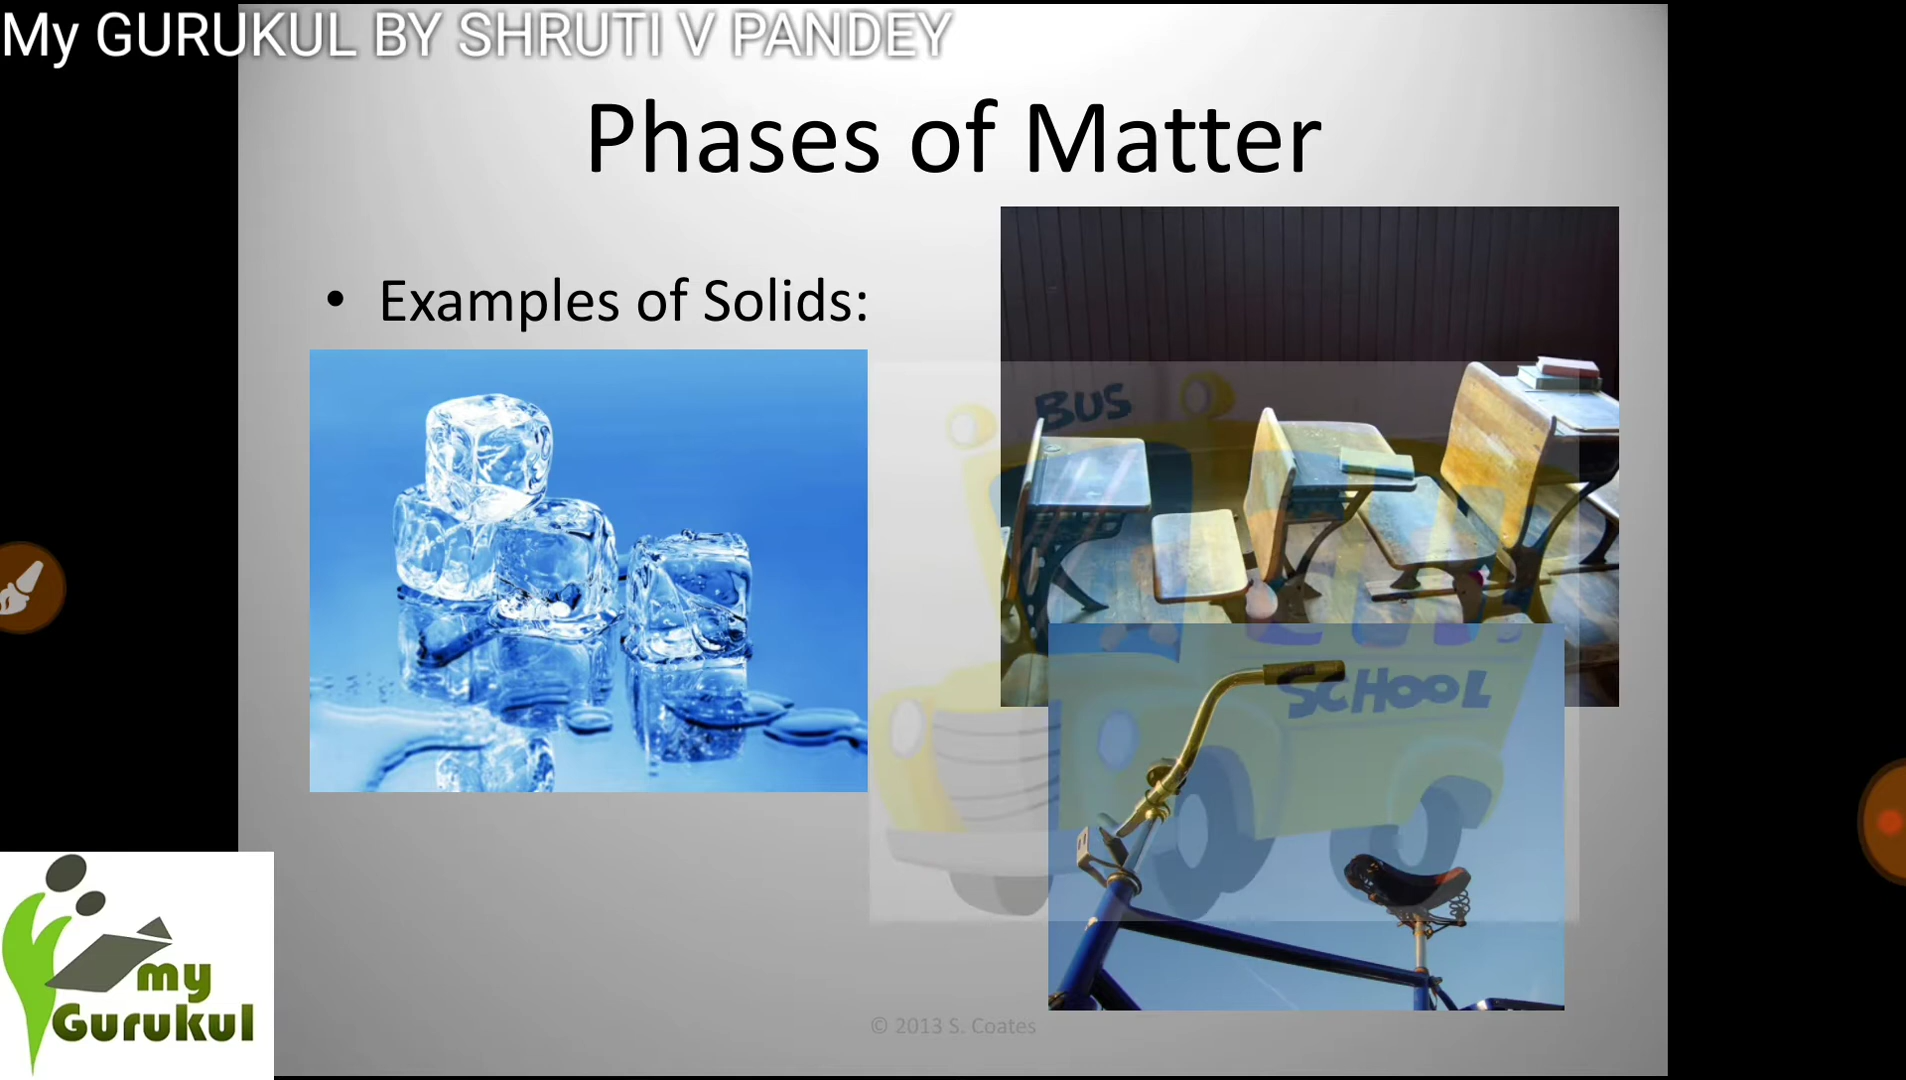 My GURUKUL BY SHRUTI V PANDEY
Phases of Matter
• Examples of Solids:
BUS
SCHOOL
my
Gurukul
© 2013 S. Coates